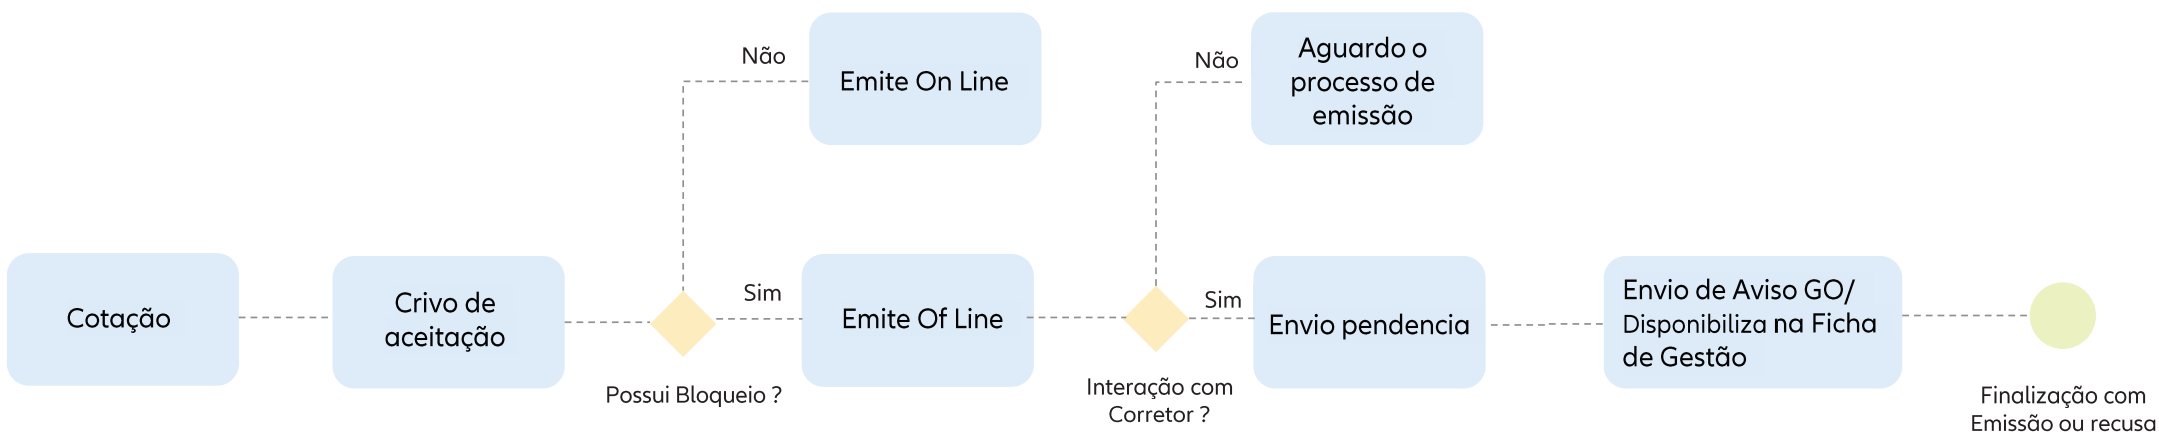 Não
Emite On Line
Não
Aguardo o
processo de
emissão
Cotação
Crivo de
aceitação
Possui Bloqueio ?
Sim
Emite Of Line
Interação com
Corretor ?
Sim
Envio pendencia
Envio de Aviso GO/
Disponibiliza na Ficha
de Gestão
Finalização com
Emissão ou recusa